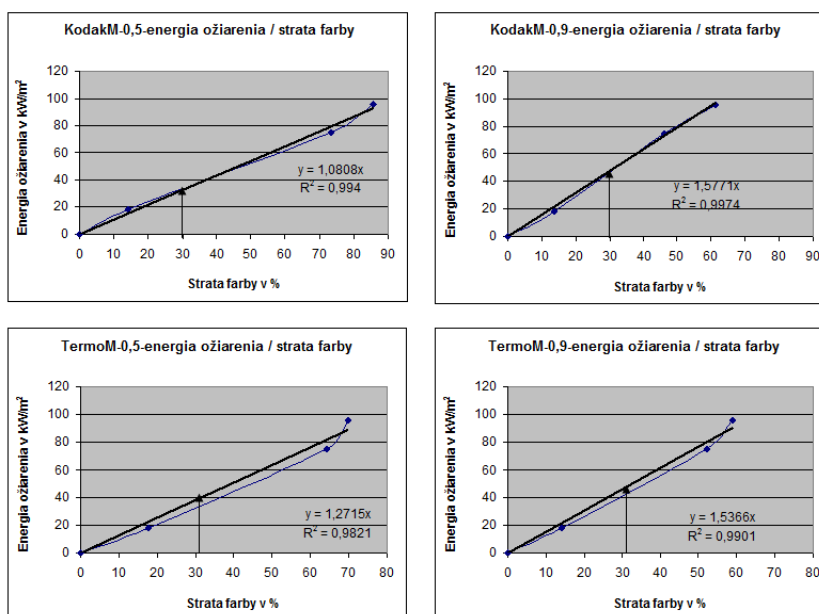 KodakM-0,5-energia ožiarenia / strata farby
Energia ožiarenia v kW/m²
120
100
80
60
40
20
0
y = 1,0808x
R² = 0,994
0 10 20 30 40 50 60 70 80 90
Strata farby v %
KodakM-0,9-energia ožiarenia / strata farby
Energia ožiarenia v kW/m²
120
100
80
60
40
20
0
y = 1,5771x
R² = 0,9974
0 10 20 30 40 50 60 70 80
Strata farby v %
TermoM-0,5-energia ožiarenia / strata farby
Energia ožiarenia v kW/m²
120
100
80
60
40
20
0
y = 1,2715x
R² = 0,9821
0 10 20 30 40 50 60 70 80
Strata farby v %
TermoM-0,9-energia ožiarenia / strata farby
Energia ožiarenia v kW/m²
120
100
80
60
40
20
0
y = 1,5366x
R² = 0,9901
0 10 20 30 40 50 60 70
Strata farby v %